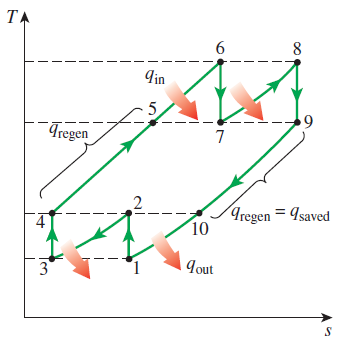 T
6
8
q_in
5
q_regen
7
9
4
2
q_regen = q_saved
10
3
1
q_out
s